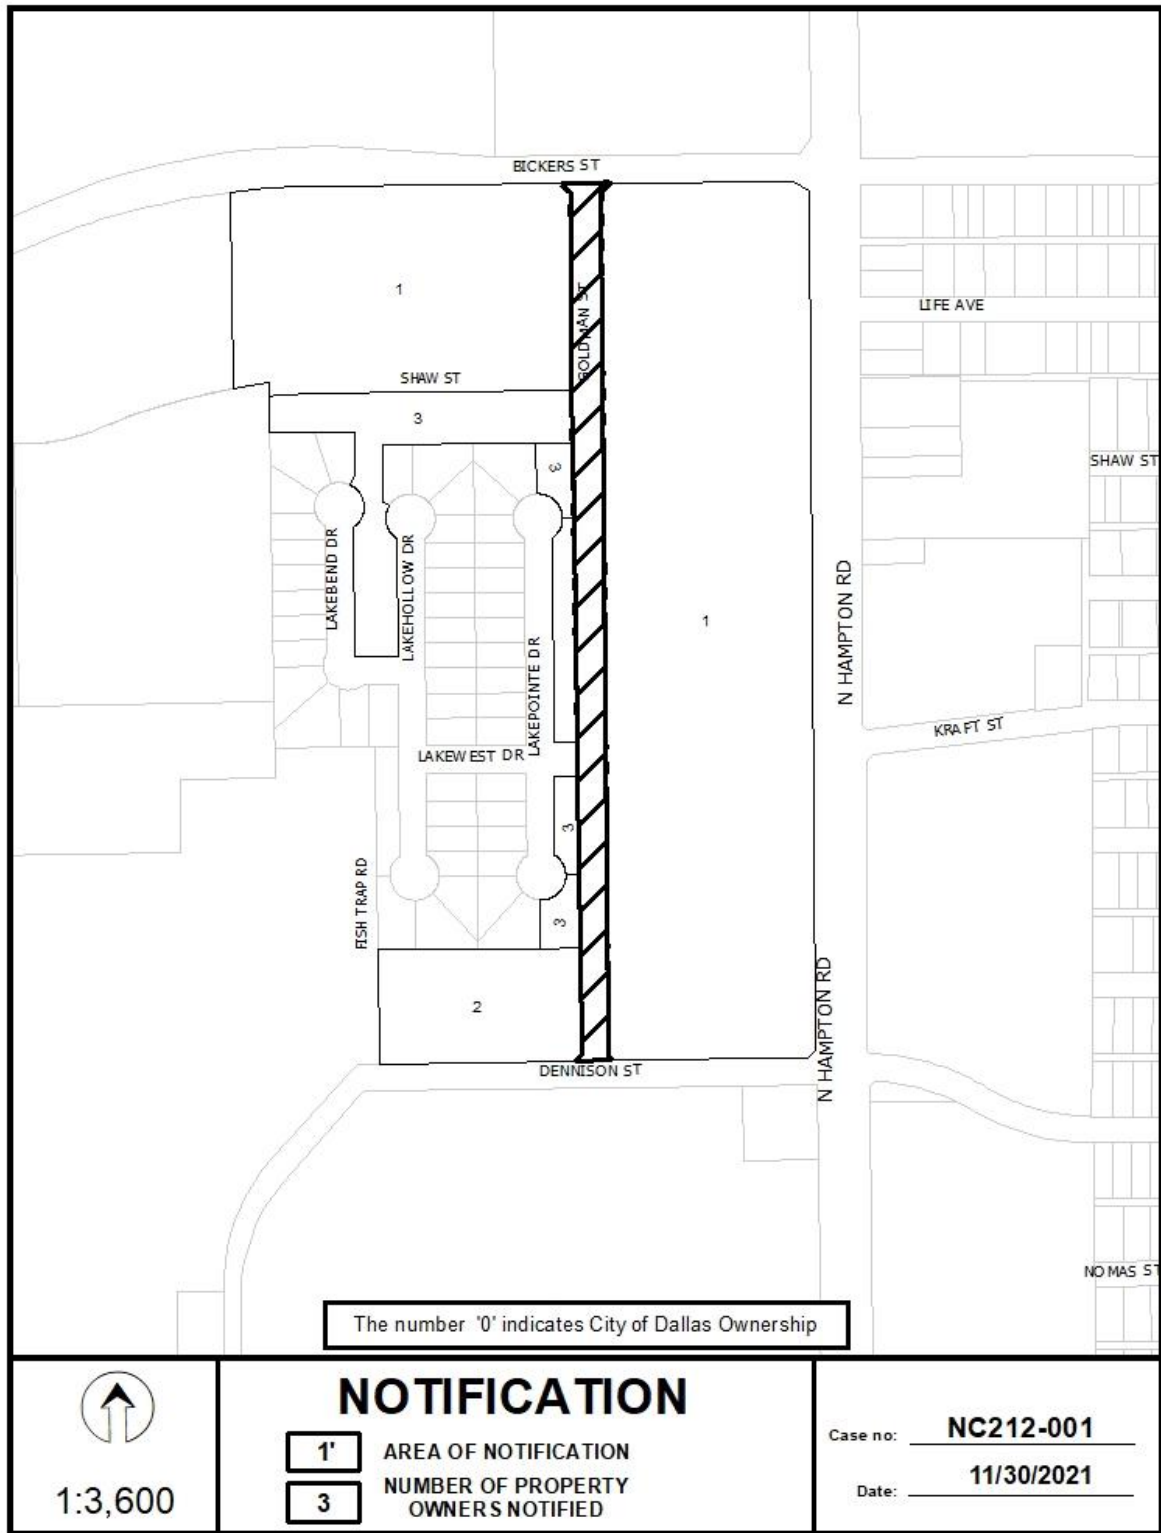 BICKERS ST
1
GOLDMAN ST
LIFE AVE
SHAW ST
3
3
SHAW ST
LAKEBEND DR
LAKEHOLLOW DR
LAKEPOINTE DR
1
N HAMPTON RD
KRAFT ST
LAKEWEST DR
3
FISH TRAP RD
3
2
N HAMPTON RD
DENNISON ST
NOMAS ST
The number '0' indicates City of Dallas Ownership
1:3,600
NOTIFICATION
1' AREA OF NOTIFICATION
3 NUMBER OF PROPERTY
OWNERS NOTIFIED
Case no: NC212-001
Date: 11/30/2021